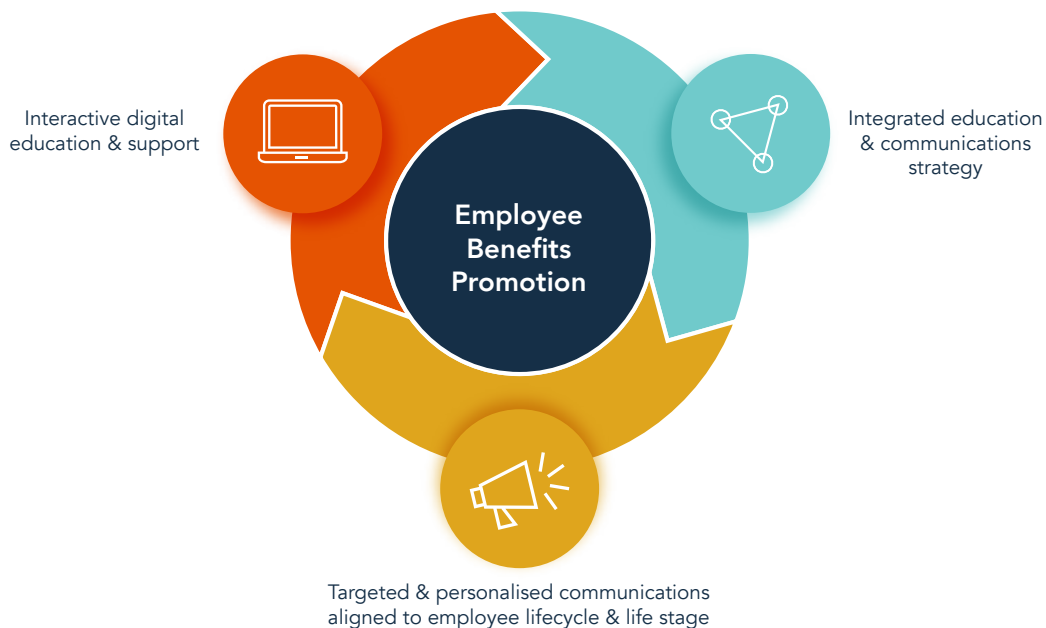 Interactive digital
education & support
Integrated education
& communications
strategy
Employee
Benefits
Promotion
Targeted & personalised communications
aligned to employee lifecycle & life stage